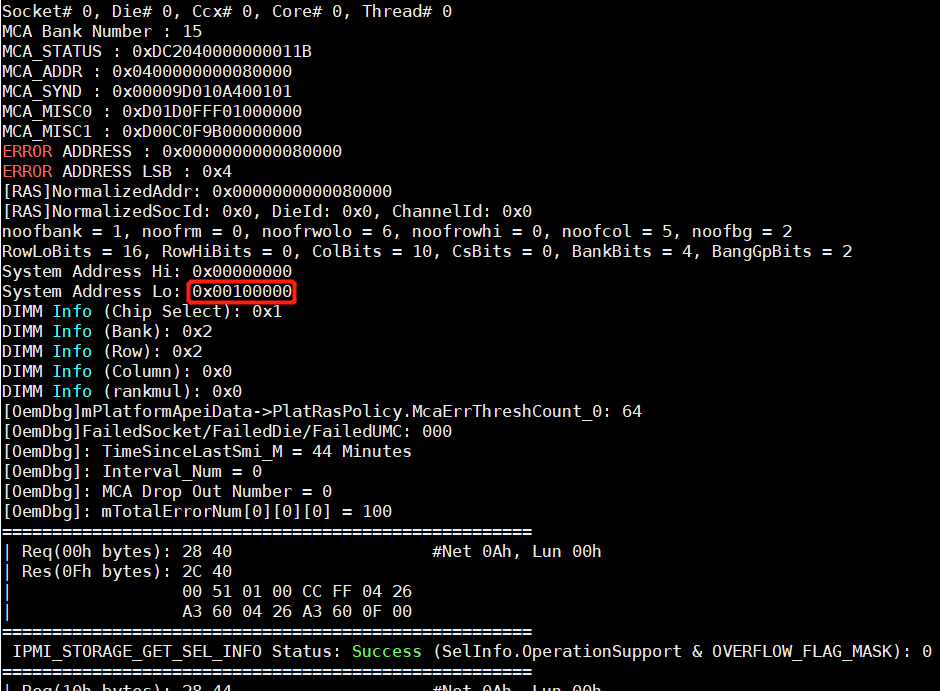 Socket# 0, Die# 0, Ccx# 0, Core# 0, Thread# 0
MCA Bank Number : 15
MCA_STATUS : 0xDC2040000000011B
MCA_ADDR : 0x0400000000080000
MCA_SYND : 0x00009D010A400101
MCA_MISC0 : 0xD01D0FFF01000000
MCA_MISC1 : 0xD00C0F9B00000000
ERROR ADDRESS : 0x0000000000080000
ERROR ADDRESS LSB : 0x4
[RAS]NormalizedAddr: 0x0000000000080000
[RAS]NormalizedSocId: 0x0, DieId: 0x0, ChannelId: 0x0
noofbank = 1, noofrm = 0, noofrwolo = 6, noofrowhi = 0, noofcol = 5, noofbg = 2
RowLoBits = 16, RowHiBits = 0, ColBits = 10, CsBits = 0, BankBits = 4, BangGpBits = 2
System Address Hi: 0x00000000
System Address Lo: 0x00100000
DIMM Info (Chip Select): 0x1
DIMM Info (Bank): 0x2
DIMM Info (Row): 0x2
DIMM Info (Column): 0x0
DIMM Info (rankmul): 0x0
[OemDbg]mPlatformApeiData->PlatRasPolicy.McaErrThreshCount_0: 64
[OemDbg]FailedSocket/FailedDie/FailedUMC: 000
[OemDbg]: TimeSinceLastSmi_M = 44 Minutes
[OemDbg]: Interval_Num = 0
[OemDbg]: MCA Drop Out Number = 0
[OemDbg]: mTotalErrorNum[0][0][0] = 100
=====================================================
| Req(00h bytes): 28 40                    #Net 0Ah, Lun 00h
| Res(0Fh bytes): 2C 40
|                 00 51 01 00 CC FF 04 26
|                 A3 60 04 26 A3 60 0F 00
=====================================================
IPMI_STORAGE_GET_SEL_INFO Status: Success (SelInfo.OperationSupport & OVERFLOW_FLAG_MASK): 0
=====================================================
| Req(10h bytes): 28 44                    #Net 0Ah, Lun 00h